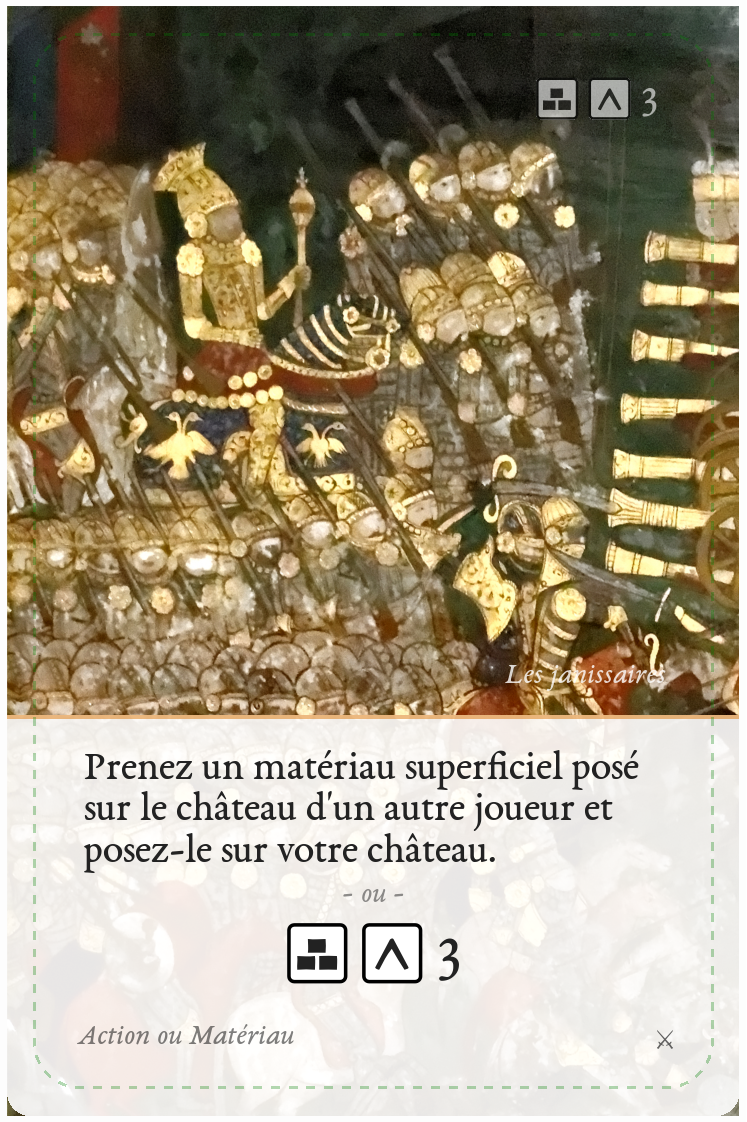 3
Les janissaires
Prenez un matériau superficiel posé
sur le château d'un autre joueur et
posez-le sur votre château.
- ou -
3
Action ou Matériau